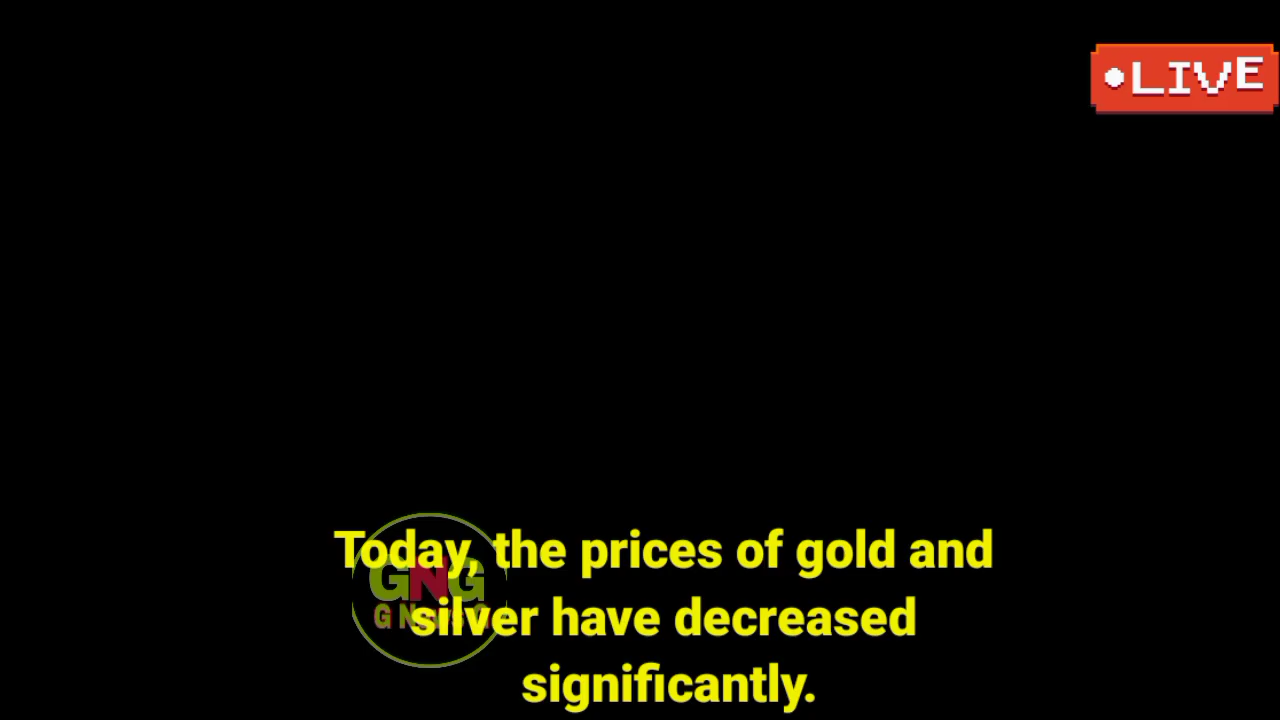 LIVE
Today, the prices of gold and
silver have decreased
significantly.
GNG